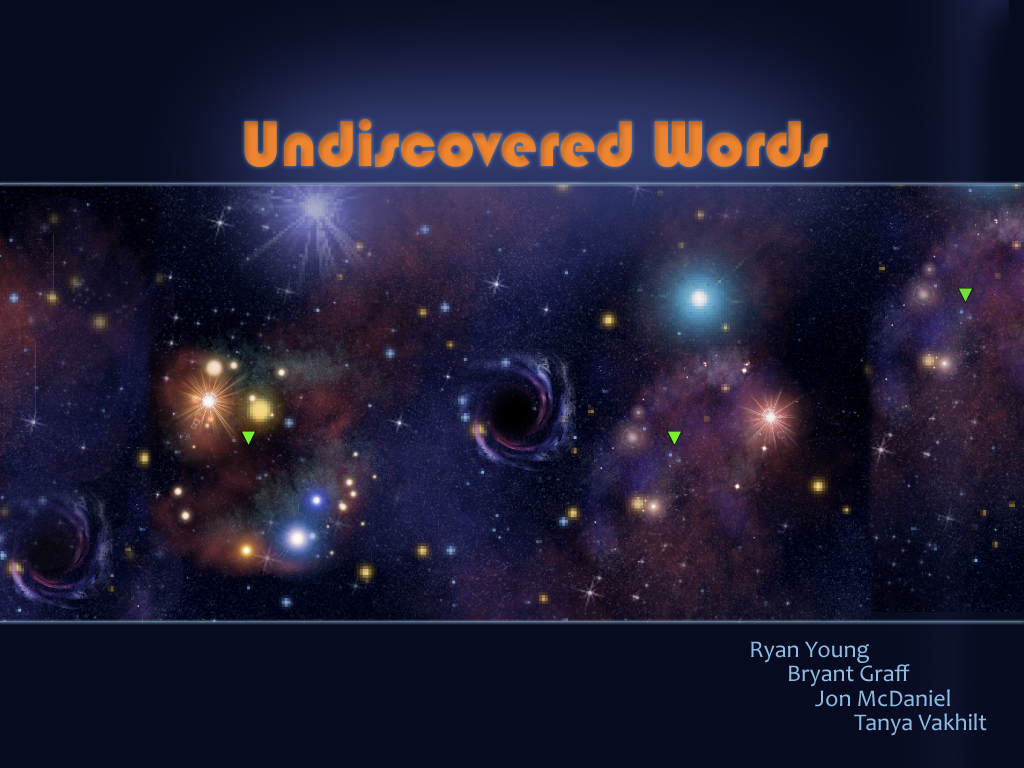 Undiscovered Words
Ryan Young
Bryant Graff
Jon McDaniel
Tanya Vakhilt